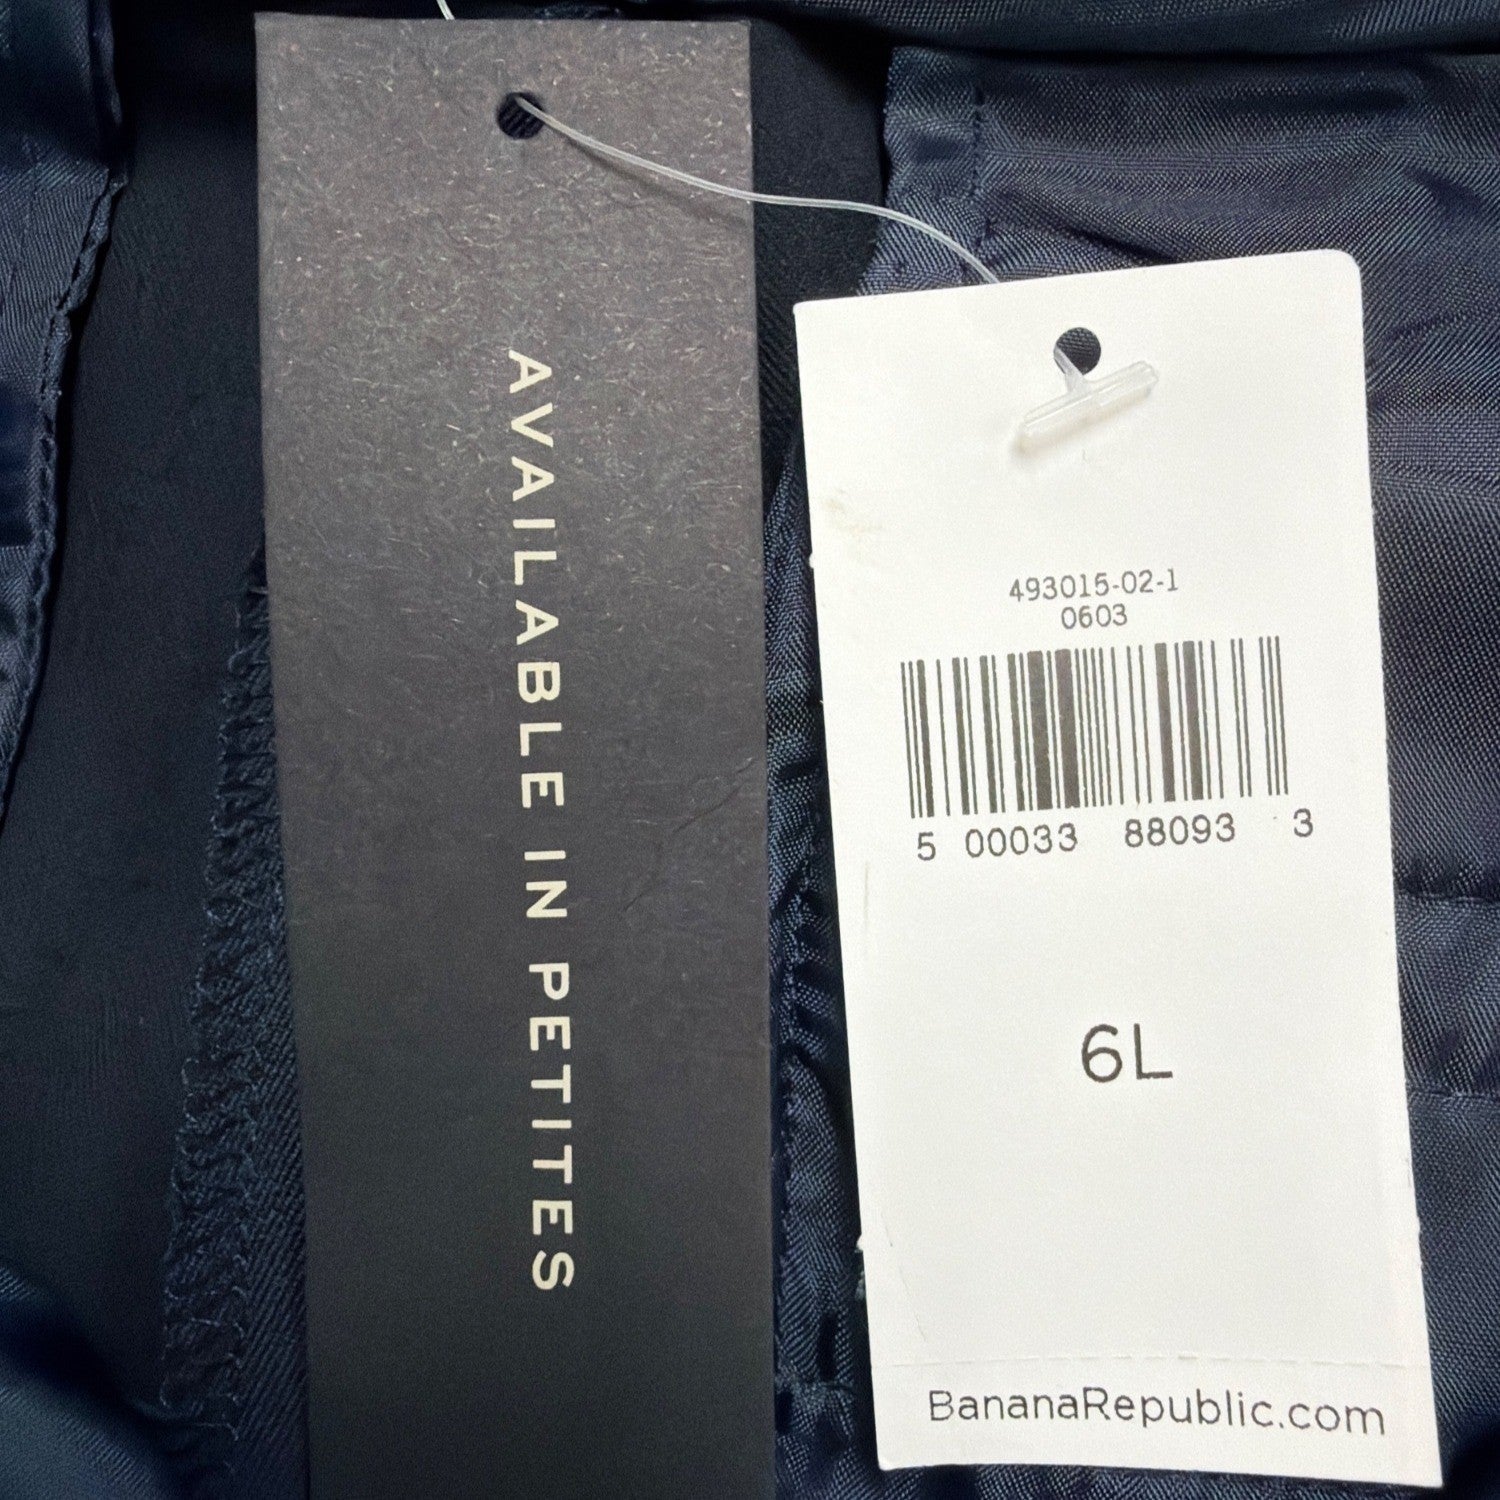 AVAILABLE IN PETITES
493015-02-1
0603
5 00033 88093 3
6L
BananaRepublic.com